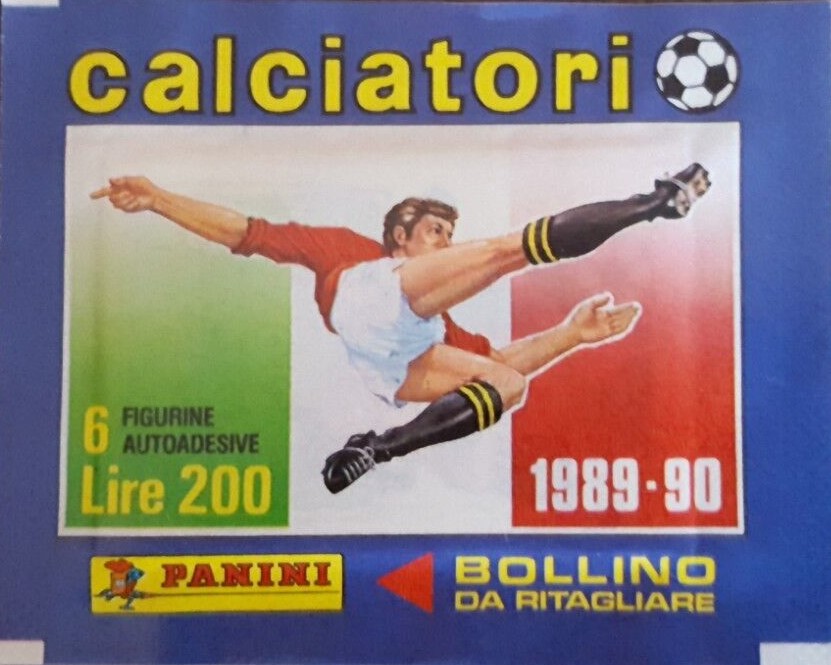 calciatori
6 FIGURINE
AUTOADESIVE
Lire 200
1989-90
PANINI
BOLLINO
DA RITAGLIARE